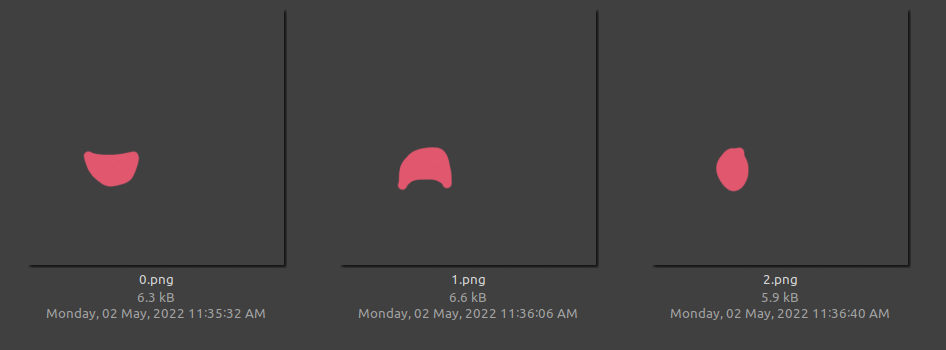 0.png
6.3 kB
Monday, 02 May, 2022 11:35:32 AM
1.png
6.6 kB
Monday, 02 May, 2022 11:36:06 AM
2.png
5.9 kB
Monday, 02 May, 2022 11:36:40 AM